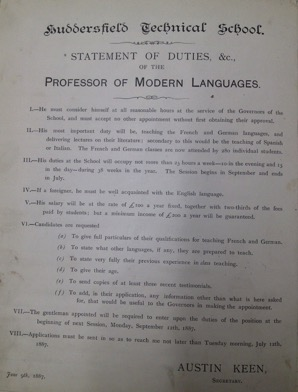 Huddersfield Technical School.
STATEMENT OF DUTIES, &c.,
OF THE
PROFESSOR OF MODERN LANGUAGES.
I.—He must consider himself at all reasonable hours at the service of the Governors of the
School, and must accept no other appointment without first obtaining their approval.
II.—His most important duty will be, teaching the French and German languages, and
delivering lectures on their literature; secondary to this would be the teaching of Spanish
or Italian. The French and German classes are now attended by individual students.
III.—His duties at the School will occupy not more than 25 hours a week—10 in the evening and 15
in the day—during 38 weeks in the year. The Session begins in September and ends
in July.
IV.—If a foreigner, he must be well acquainted with the English language.
V.—His salary will be at the rate of a year fixed, together with two-thirds of the fees
paid by students; but a minimum income of a year will be guaranteed.
VI.—Candidates are requested
(a) To give full particulars of their qualifications for teaching French and German.
(b) To state what other languages, if any, they are prepared to teach.
(c) To state very fully their previous experience in also teaching.
(d) To give their age.
(e) To send copies of at least three recent testimonials.
(f) To add, in their application, any information other than what is here asked
for, that would be useful to the Governors in making the appointment.
VII.—The gentleman appointed will be required to enter upon the duties of the position at the
beginning of next Session, Monday, September 12th, 1887.
VIII.—Applications must be sent in so as to reach me not later than Tuesday morning, July 12th,
1887.
AUSTIN KEEN,
SECRETARY.
June 9th, 1887.